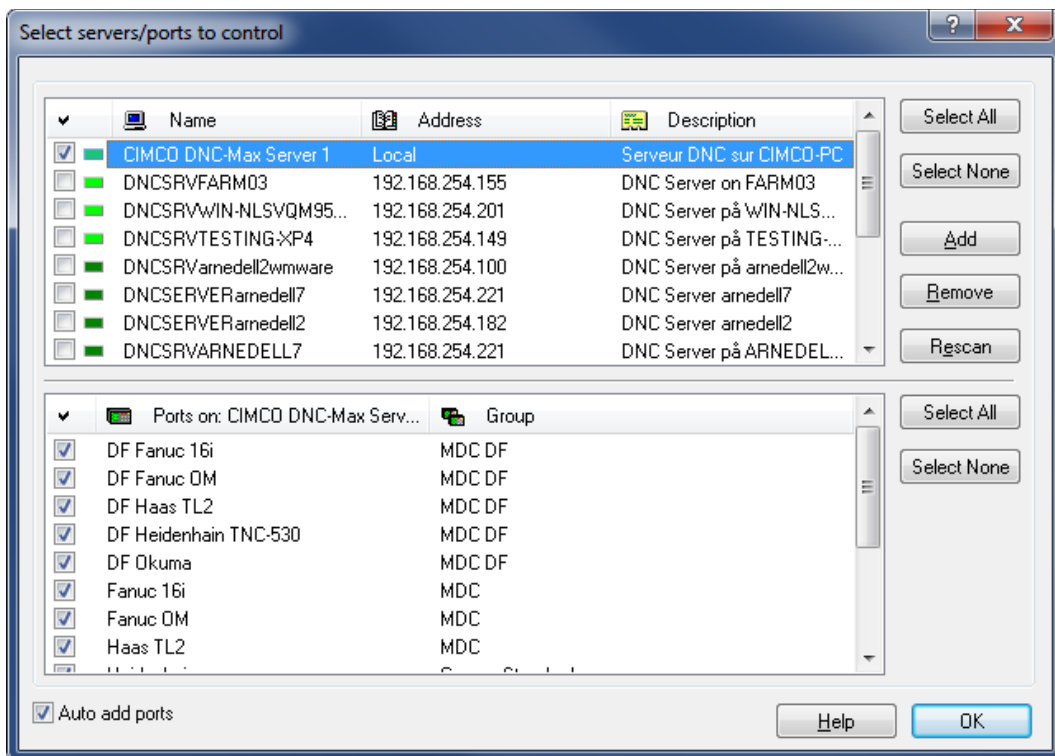 Select servers/ports to control
Name Address Description
CIMCO DNC-Max Server 1 Local Serveur DNC sur CIMCO-PC
DNCSRVFARM03 192.168.254.155 DNC Server on FARM03
DNCSRVWIN-NLSVQM95... 192.168.254.201 DNC Server på WIN-NLS...
DNCSRVTESTING-XP4 192.168.254.149 DNC Server på TESTING-...
DNCSRVarnedell2wmware 192.168.254.100 DNC Server på arnedell2w...
DNCSERVERarnedell7 192.168.254.221 DNC Server arnedell7
DNCSERVERarnedell2 192.168.254.182 DNC Server arnedell2
DNCSRVARNEDELL7 192.168.254.221 DNC Server på ARNEDEL...
Select All
Select None
Add
Remove
Rescan
Ports on: CIMCO DNC-Max Serv... Group
DF Fanuc 16i MDC DF
DF Fanuc OM MDC DF
DF Haas TL2 MDC DF
DF Heidenhain TNC-530 MDC DF
DF Okuma MDC DF
Fanuc 16i MDC
Fanuc OM MDC
Haas TL2 MDC
Select All
Select None
Auto add ports
Help
OK